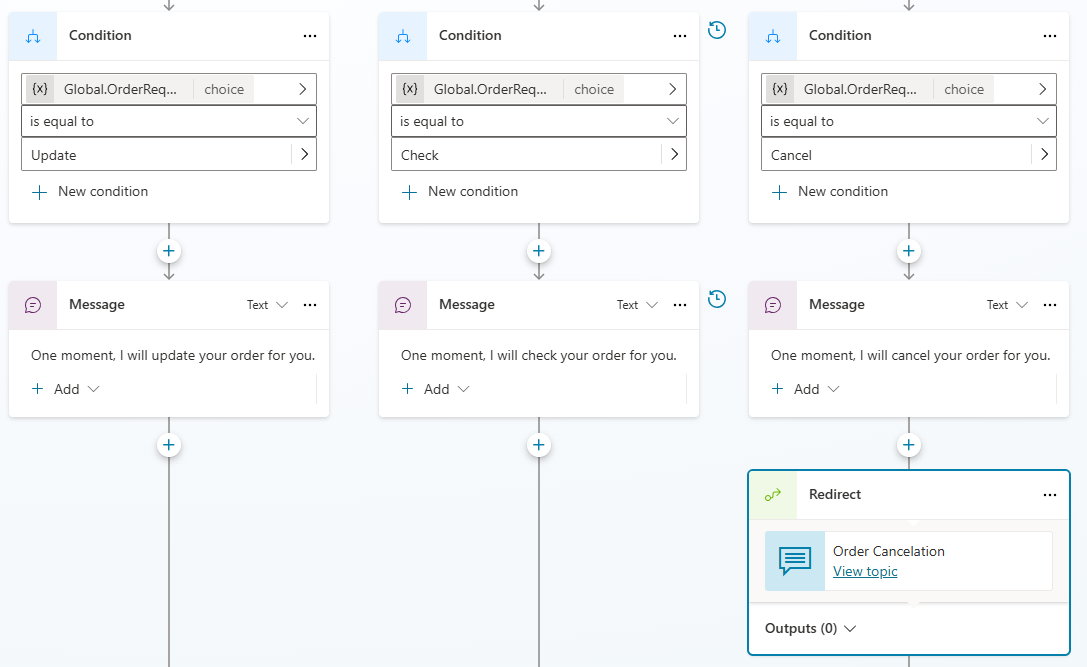 Condition ...
{x} Global.OrderReq... choice
is equal to
Update
New condition
Message Text ...
One moment, I will update your order for you.
Add
Condition ...
{x} Global.OrderReq... choice
is equal to
Check
New condition
Message Text ...
One moment, I will check your order for you.
Add
Condition ...
{x} Global.OrderReq... choice
is equal to
Cancel
New condition
Message Text ...
One moment, I will cancel your order for you.
Add
Redirect ...
Order Cancelation
View topic
Outputs (0)